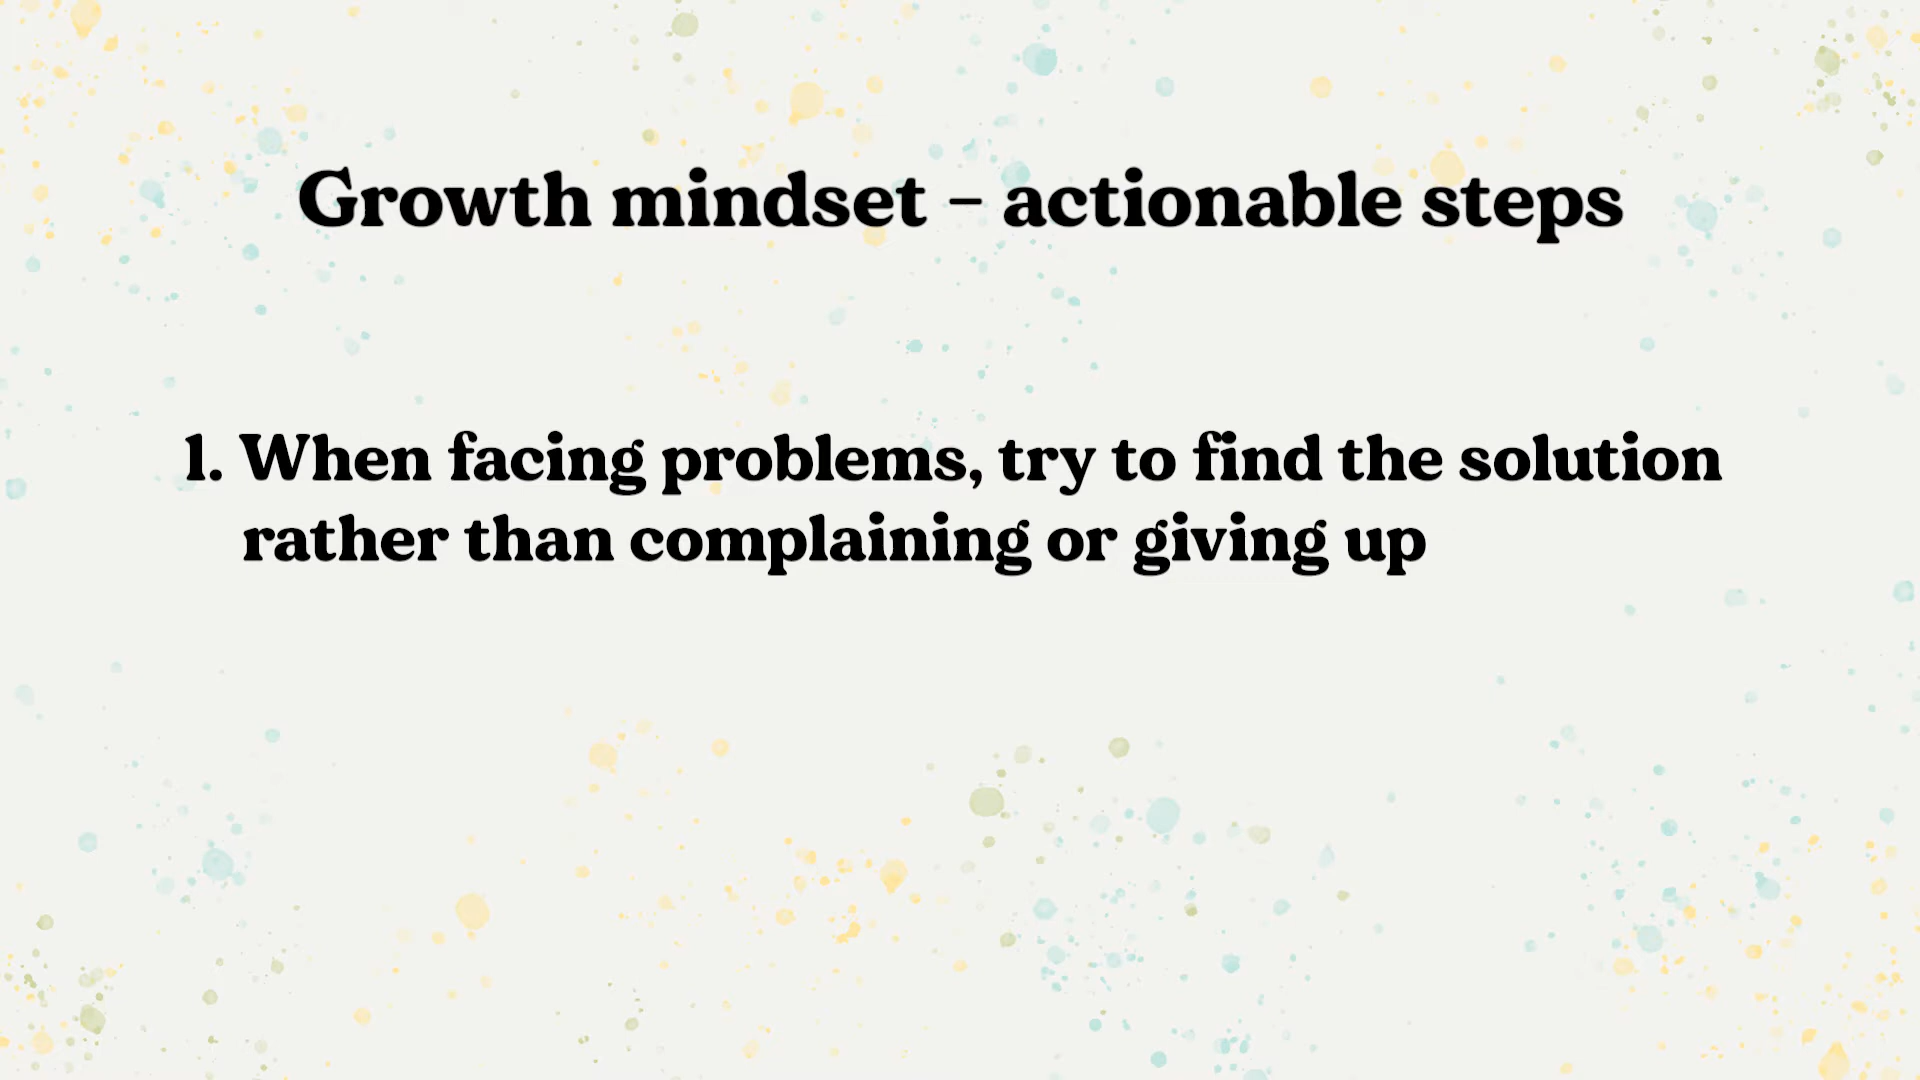 Growth mindset – actionable steps
1. When facing problems, try to find the solution
rather than complaining or giving up